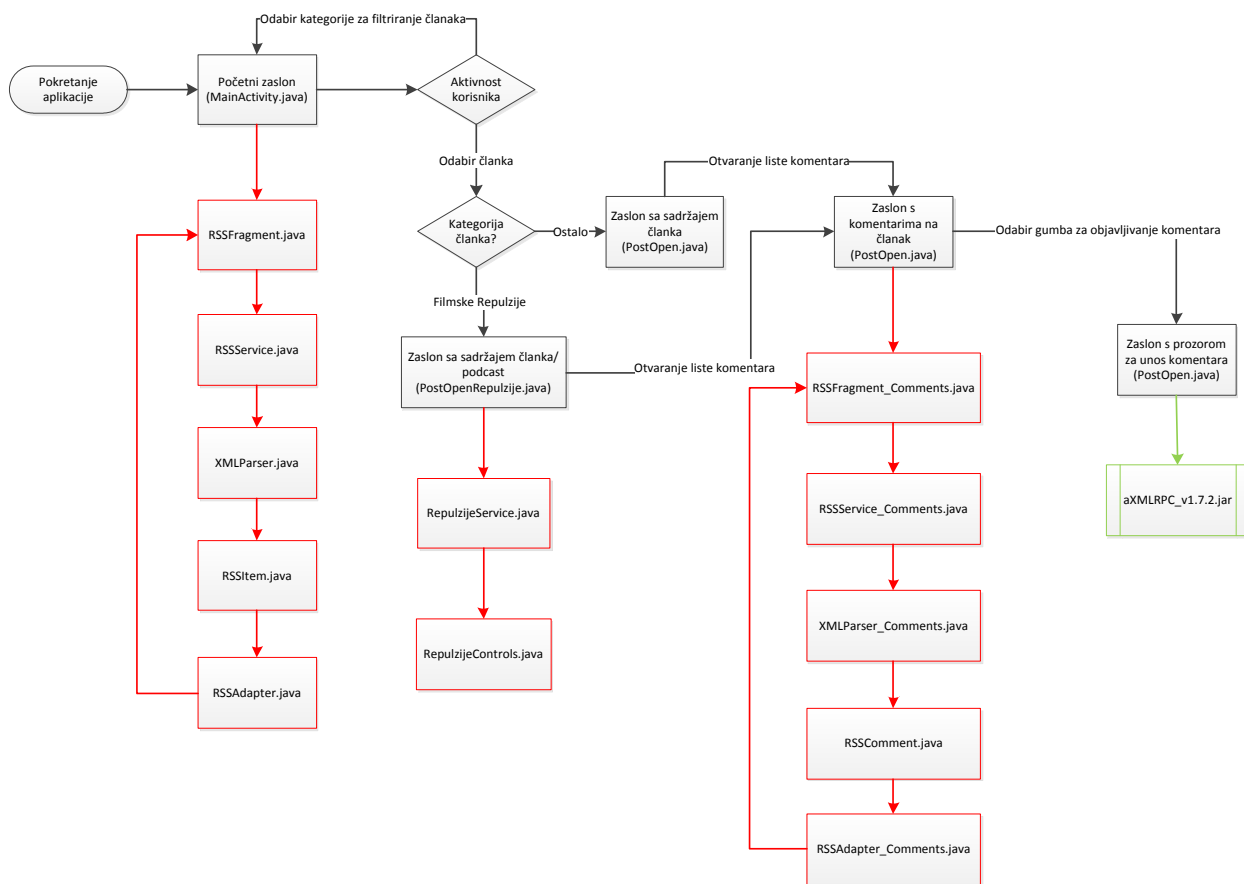 Odabir kategorije za filtriranje članaka
Pokretanje
aplikacije
Početni zaslon
(MainActivity.java)
Aktivnost
korisnika
Odabir članka
Otvaranje liste komentara
RSSFragment.java
Kategorija
članka?
Ostalo
Zaslon sa sadržajem
članka
(PostOpen.java)
Zaslon s
komentarima na
članak
(PostOpen.java)
Odabir gumba za objavljivanje komentara
Filmske Repulzije
RSSService.java
Zaslon sa sadržajem članka/
podcast
(PostOpenRepulzije.java)
Otvaranje liste komentara
Zaslon s prozorom
za unos komentara
(PostOpen.java)
RSSFragment_Comments.java
XMLParser.java
RepulzijeService.java
RSSService_Comments.java
aXMLRPC_v1.7.2.jar
RSSItem.java
XMLParser_Comments.java
RepulzijeControls.java
RSSAdapter.java
RSSComment.java
RSSAdapter_Comments.java